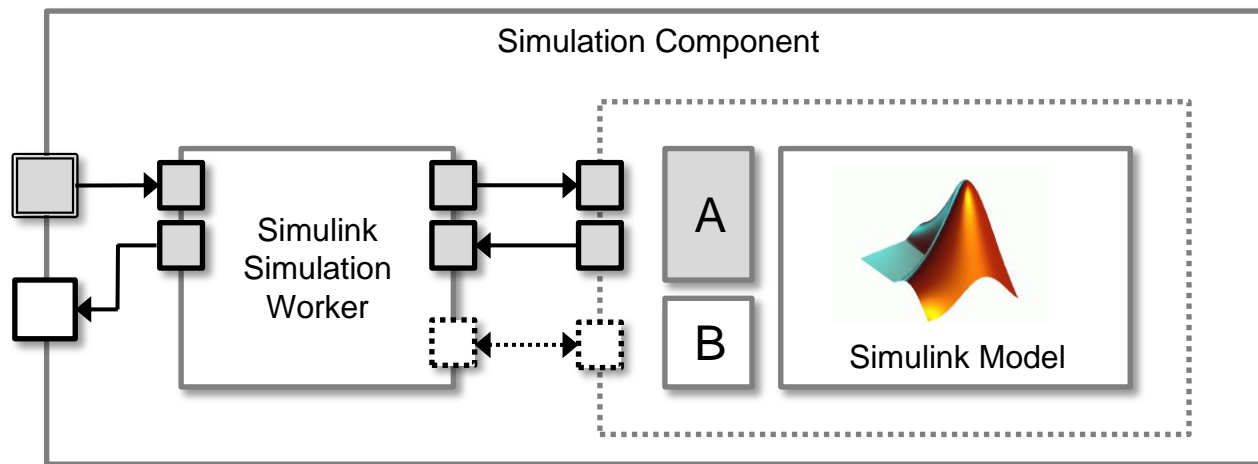 Simulation Component
Simulink
Simulation
Worker
A
B
Simulink Model